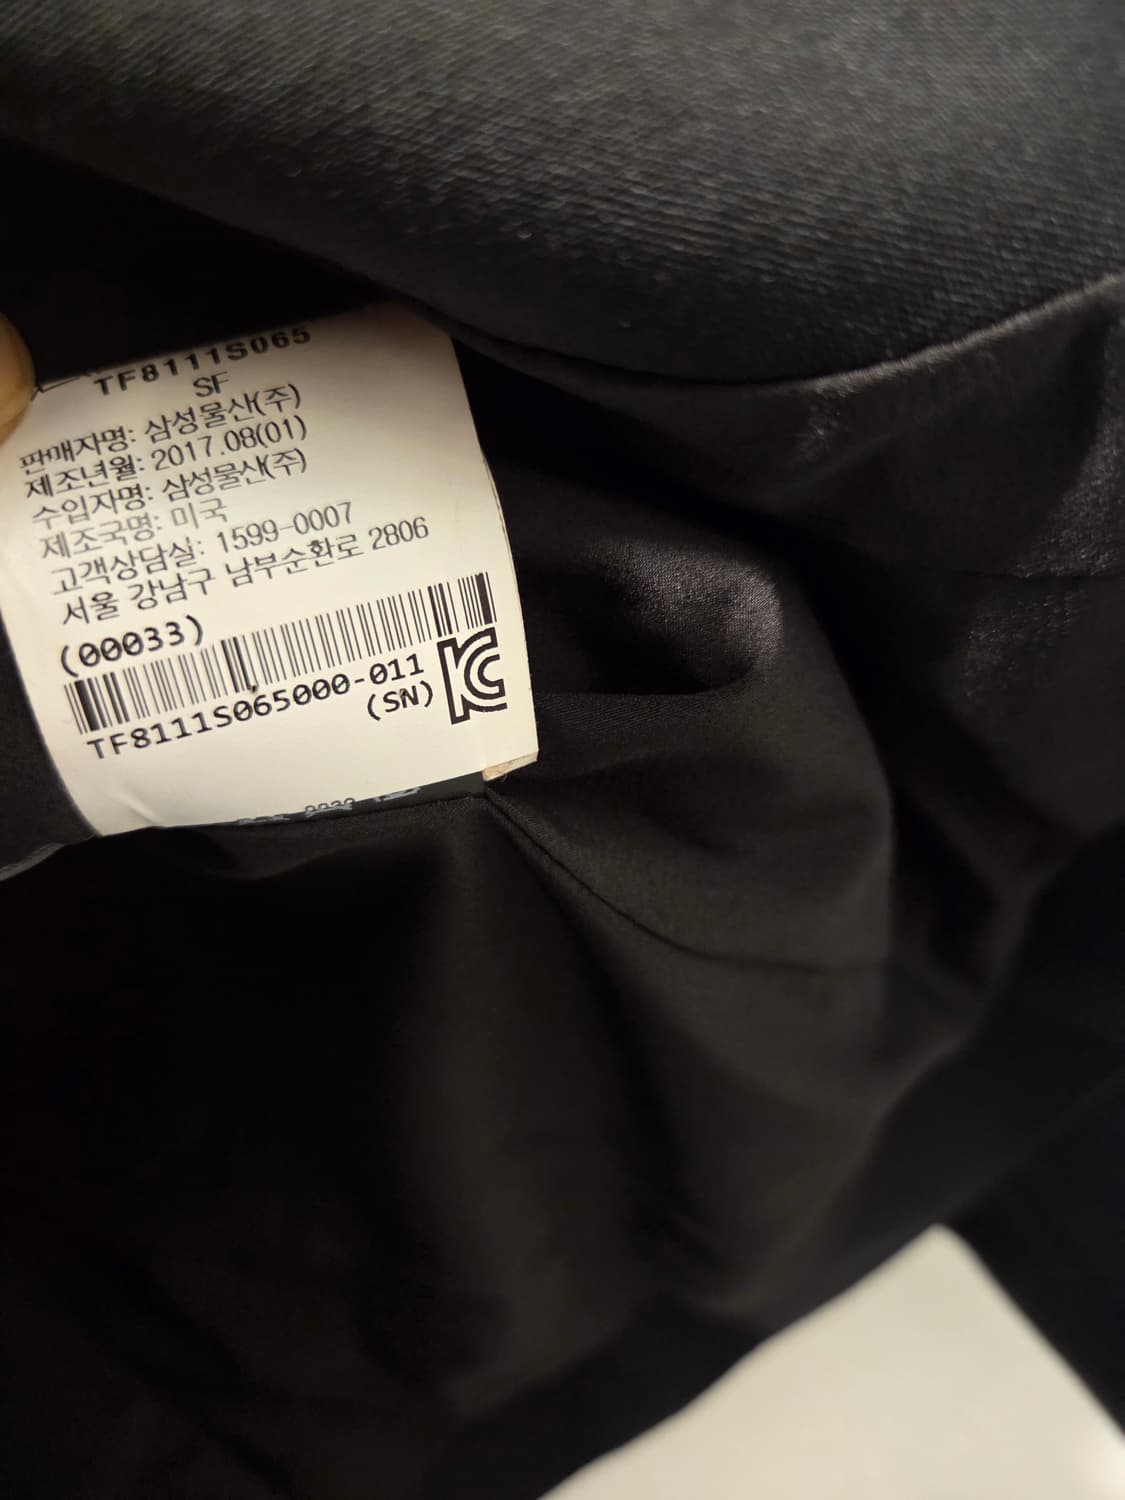 TF8111S065
SF
판매자명: 삼성물산(주)
제조년월: 2017.08(01)
수입자명: 삼성물산(주)
제조국명: 미국
고객상담실: 1599-0007
서울 강남구 남부순환로 2806
(00033)
TF8111S065000-011
(SN)